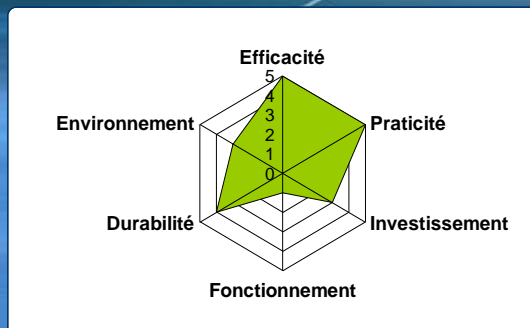 Efficacité
5
4
Environnement
Praticité
3
2
1
0
Durabilité
Investissement
Fonctionnement